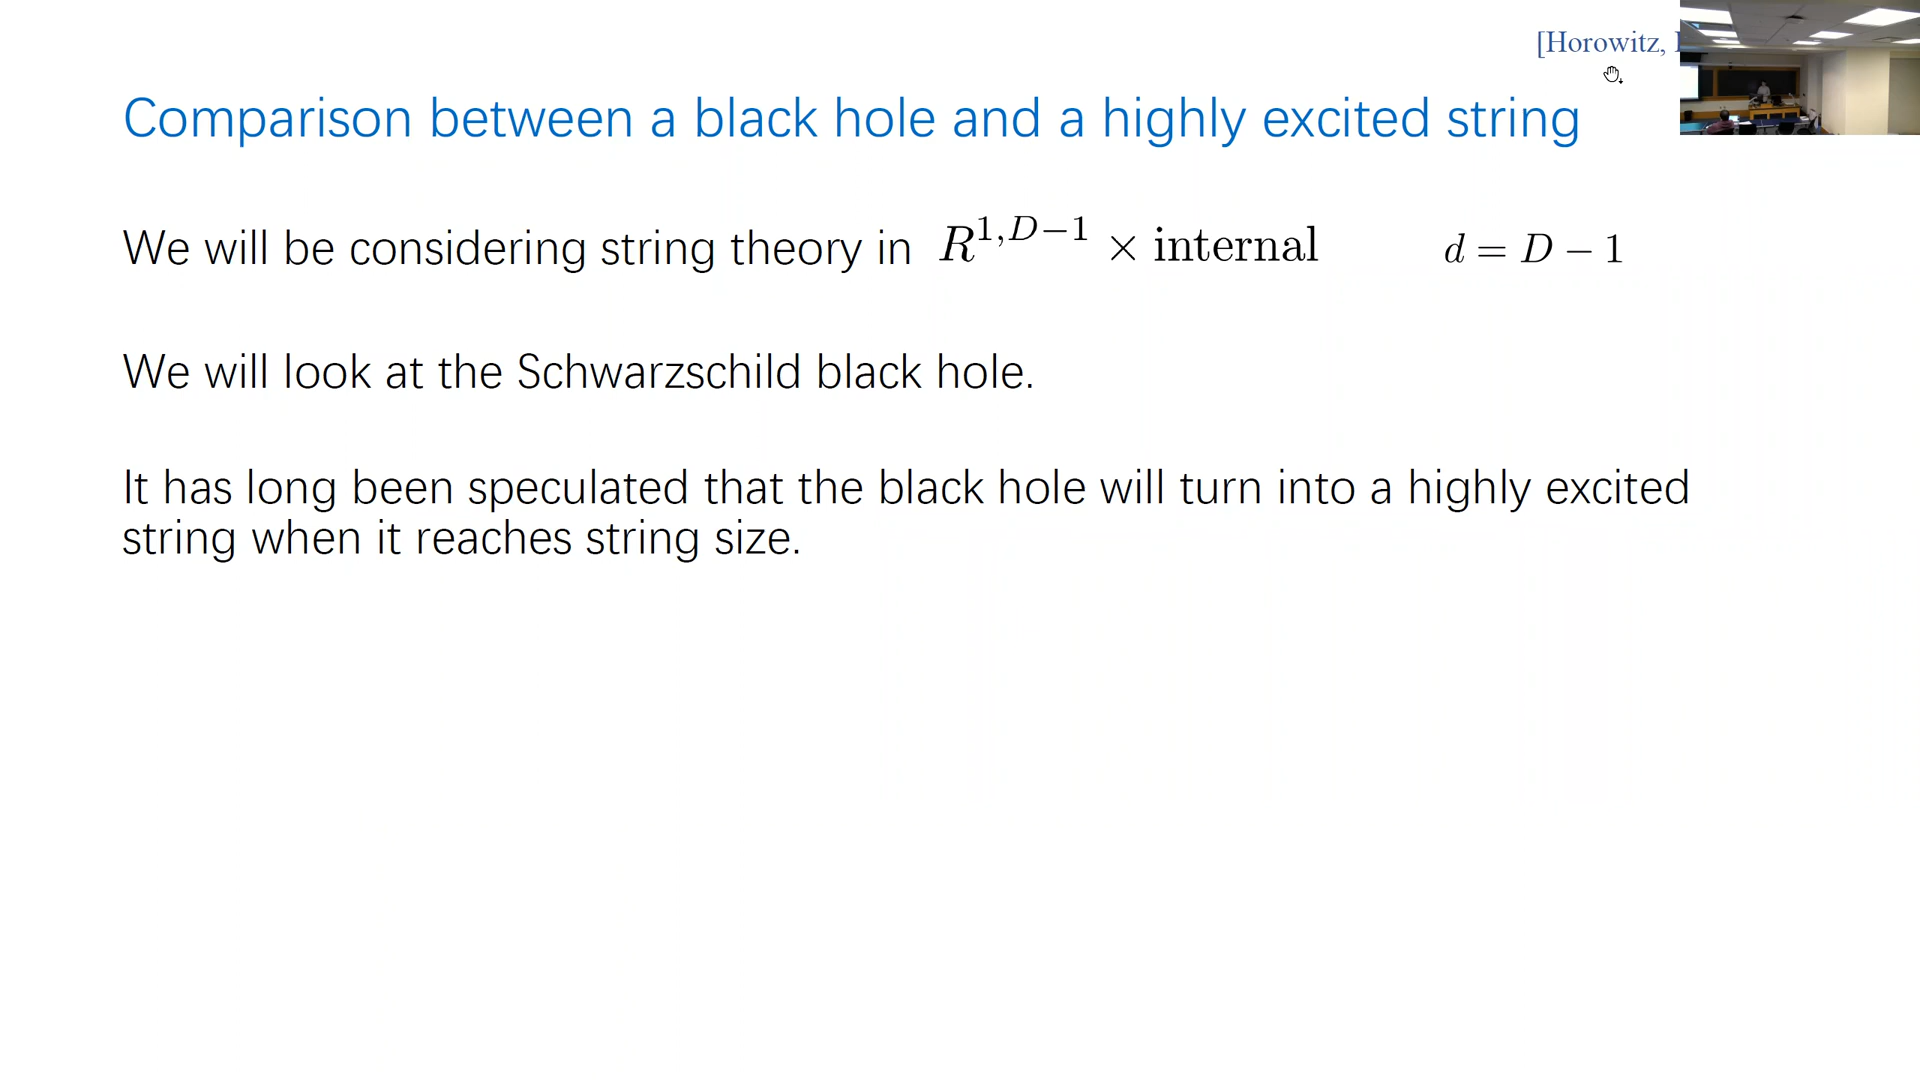 [Horowitz,
Comparison between a black hole and a highly excited string
We will be considering string theory in $R^{1,D-1} \times \text{internal}$ $d = D - 1$
We will look at the Schwarzschild black hole.
It has long been speculated that the black hole will turn into a highly excited
string when it reaches string size.